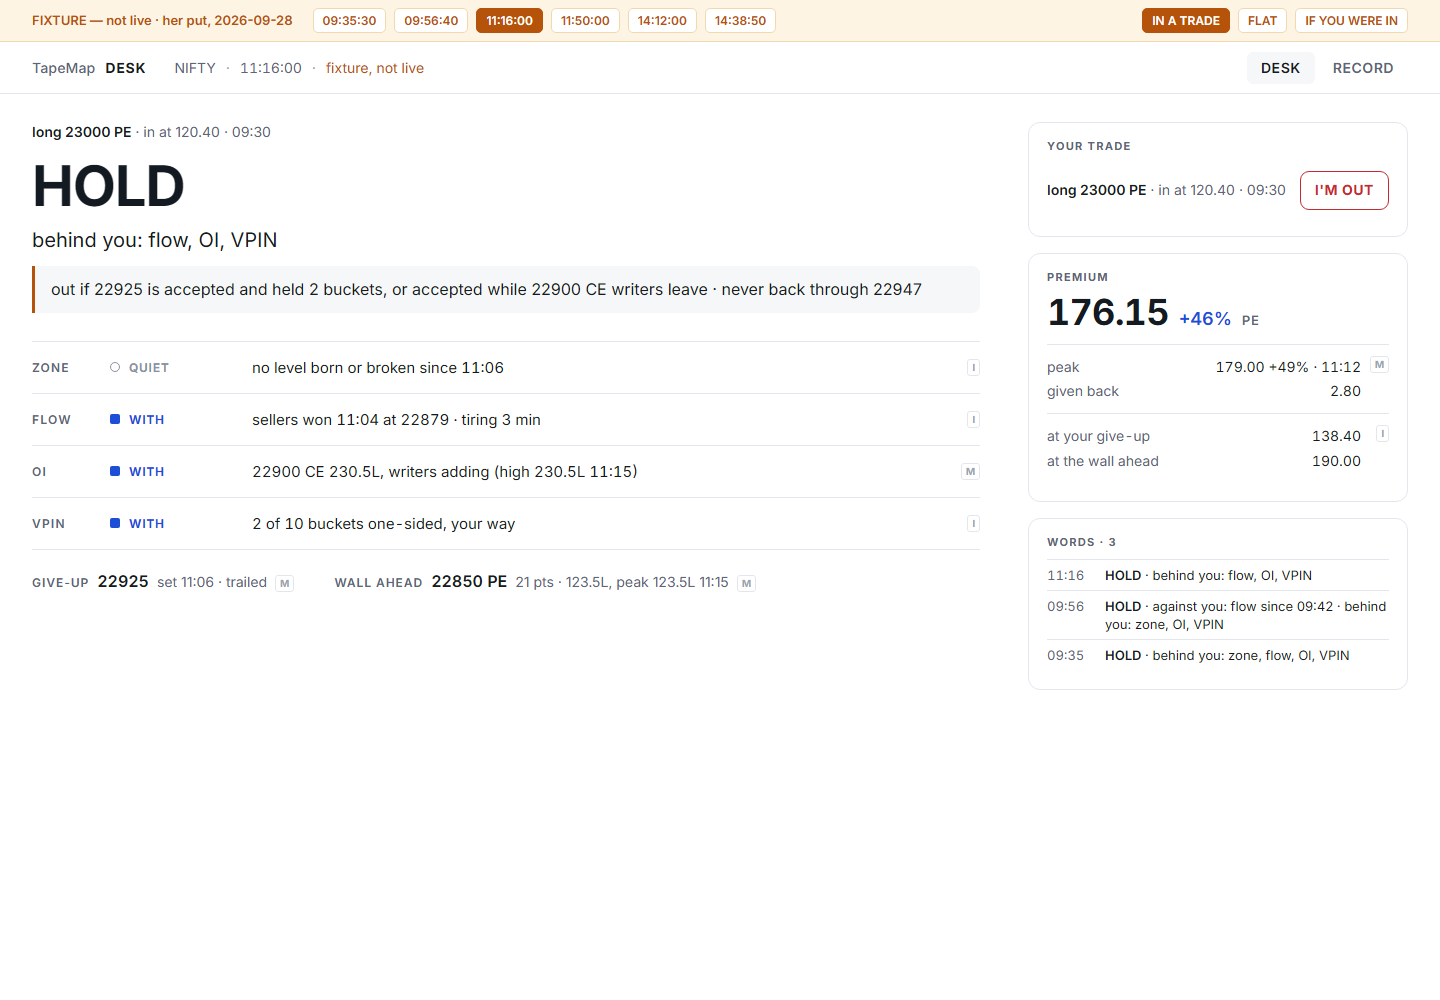 FIXTURE — not live · her put, 2026-09-28 09:35:30 09:56:40 11:16:00 11:50:00 14:12:00 14:38:50 IN A TRADE FLAT IF YOU WERE IN
TapeMap DESK NIFTY · 11:16:00 · fixture, not live DESK RECORD
long 23000 PE · in at 120.40 · 09:30
HOLD
behind you: flow, OI, VPIN
out if 22925 is accepted and held 2 buckets, or accepted while 22900 CE writers leave · never back through 22947
ZONE QUIET no level born or broken since 11:06 I
FLOW WITH sellers won 11:04 at 22879 · tiring 3 min I
OI WITH 22900 CE 230.5L, writers adding (high 230.5L 11:15) M
VPIN WITH 2 of 10 buckets one-sided, your way I
GIVE-UP 22925 set 11:06 · trailed M WALL AHEAD 22850 PE 21 pts · 123.5L, peak 123.5L 11:15 M
YOUR TRADE
long 23000 PE · in at 120.40 · 09:30 I'M OUT
PREMIUM
176.15 +46% PE
peak 179.00 +49% · 11:12 M
given back 2.80
at your give-up 138.40 I
at the wall ahead 190.00
WORDS · 3
11:16 HOLD · behind you: flow, OI, VPIN
09:56 HOLD · against you: flow since 09:42 · behind
you: zone, OI, VPIN
09:35 HOLD · behind you: zone, flow, OI, VPIN